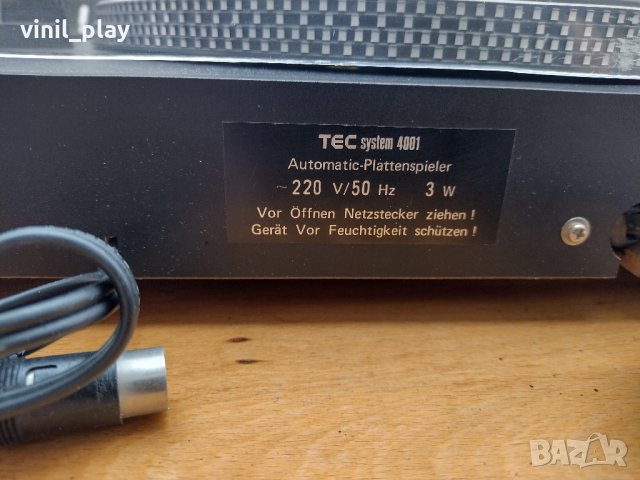 vinil_play
TEC system 4001
Automatic-Plattenspieler
~ 220 V/50 Hz 3 W
Vor Öffnen Netzstecker ziehen!
Gerät Vor Feuchtigkeit schützen!
BAZAR